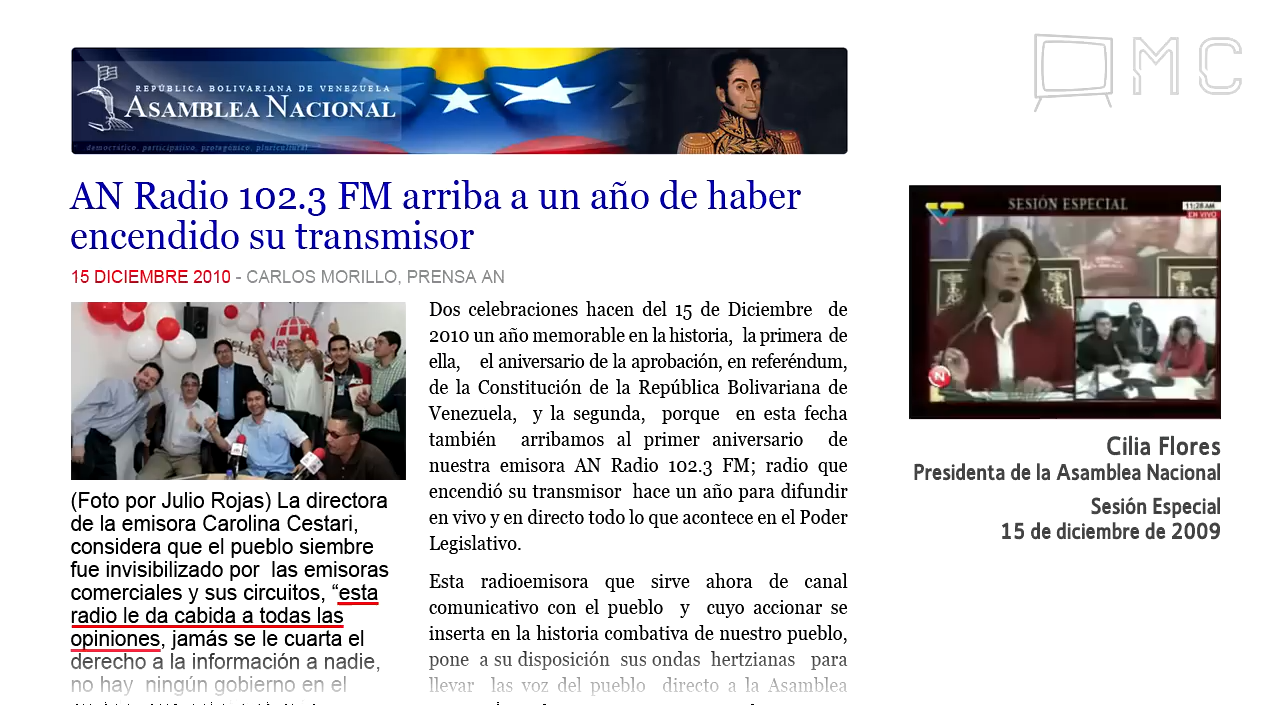 REPÚBLICA BOLIVARIANA DE VENEZUELA
ASAMBLEA NACIONAL
democrático, participativo, protagónico, pluricultural
MC
AN Radio 102.3 FM arriba a un año de haber
encendido su transmisor
15 DICIEMBRE 2010 - CARLOS MORILLO, PRENSA AN
(Foto por Julio Rojas) La directora
de la emisora Carolina Cestari,
considera que el pueblo siembre
fue invisibilizado por las emisoras
comerciales y sus circuitos, “esta
radio le da cabida a todas las
opiniones, jamás se le cuarta el
derecho a la información a nadie,
no hay ningún gobierno en el
Dos celebraciones hacen del 15 de Diciembre de
2010 un año memorable en la historia, la primera de
ella, el aniversario de la aprobación, en referéndum,
de la Constitución de la República Bolivariana de
Venezuela, y la segunda, porque en esta fecha
también arribamos al primer aniversario de
nuestra emisora AN Radio 102.3 FM; radio que
encendió su transmisor hace un año para difundir
en vivo y en directo todo lo que acontece en el Poder
Legislativo.
Esta radioemisora que sirve ahora de canal
comunicativo con el pueblo y cuyo accionar se
inserta en la historia combativa de nuestro pueblo,
pone a su disposición sus ondas hertzianas para
llevar las voz del pueblo directo a la Asamblea
SESIÓN ESPECIAL
11:28 AM
EN VIVO
Cilia Flores
Presidenta de la Asamblea Nacional
Sesión Especial
15 de diciembre de 2009